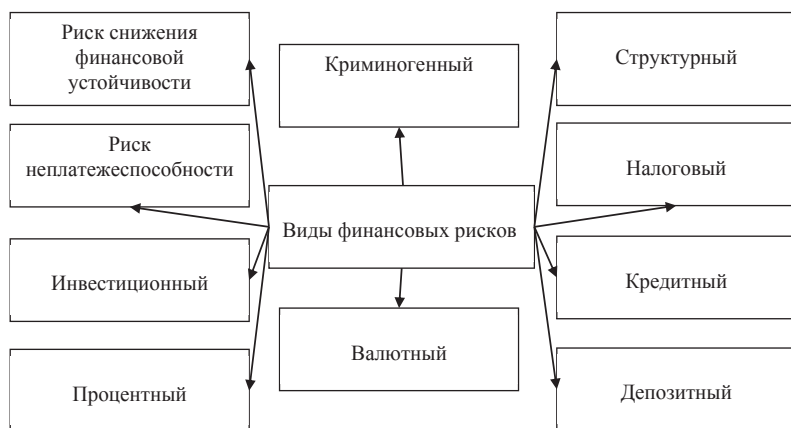 Риск снижения
финансовой
устойчивости
Криминогенный
Структурный
Риск
неплатежеспособности
Налоговый
Виды финансовых рисков
Инвестиционный
Кредитный
Валютный
Процентный
Депозитный